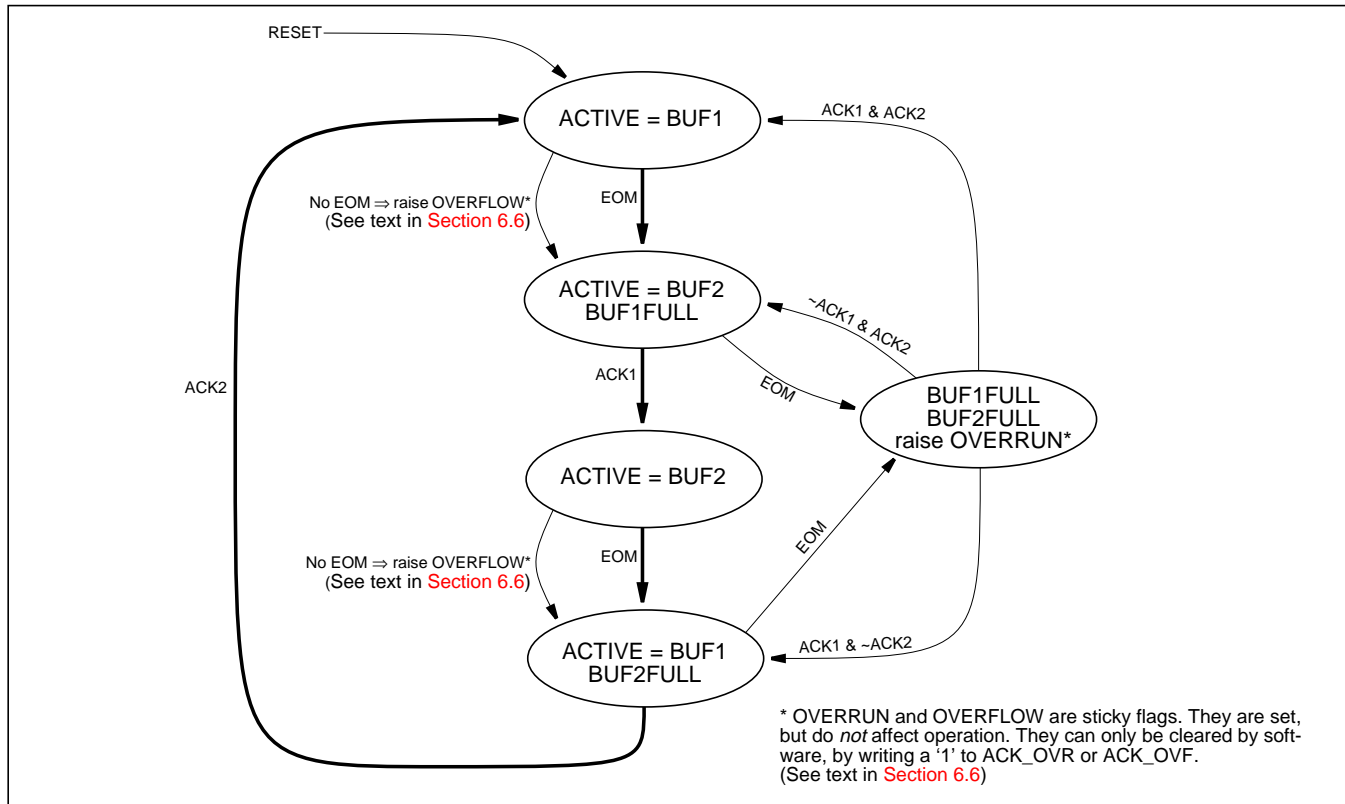 RESET
ACTIVE = BUF1
ACK1 & ACK2
No EOM ⇒ raise OVERFLOW*
(See text in Section 6.6)
EOM
ACTIVE = BUF2
BUF1FULL
~ACK1 & ACK2
EOM
ACK2
ACK1
BUF1FULL
BUF2FULL
raise OVERRUN*
ACTIVE = BUF2
No EOM ⇒ raise OVERFLOW*
(See text in Section 6.6)
EOM
EOM
ACTIVE = BUF1
BUF2FULL
ACK1 & ~ACK2
* OVERRUN and OVERFLOW are sticky flags. They are set,
but do not affect operation. They can only be cleared by soft-
ware, by writing a ‘1’ to ACK_OVR or ACK_OVF.
(See text in Section 6.6)